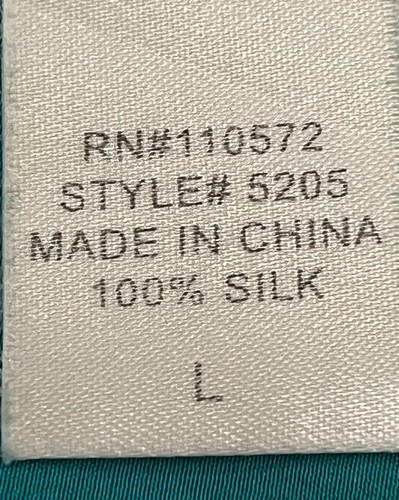 RN#110572
STYLE# 5205
MADE IN CHINA
100% SILK
L